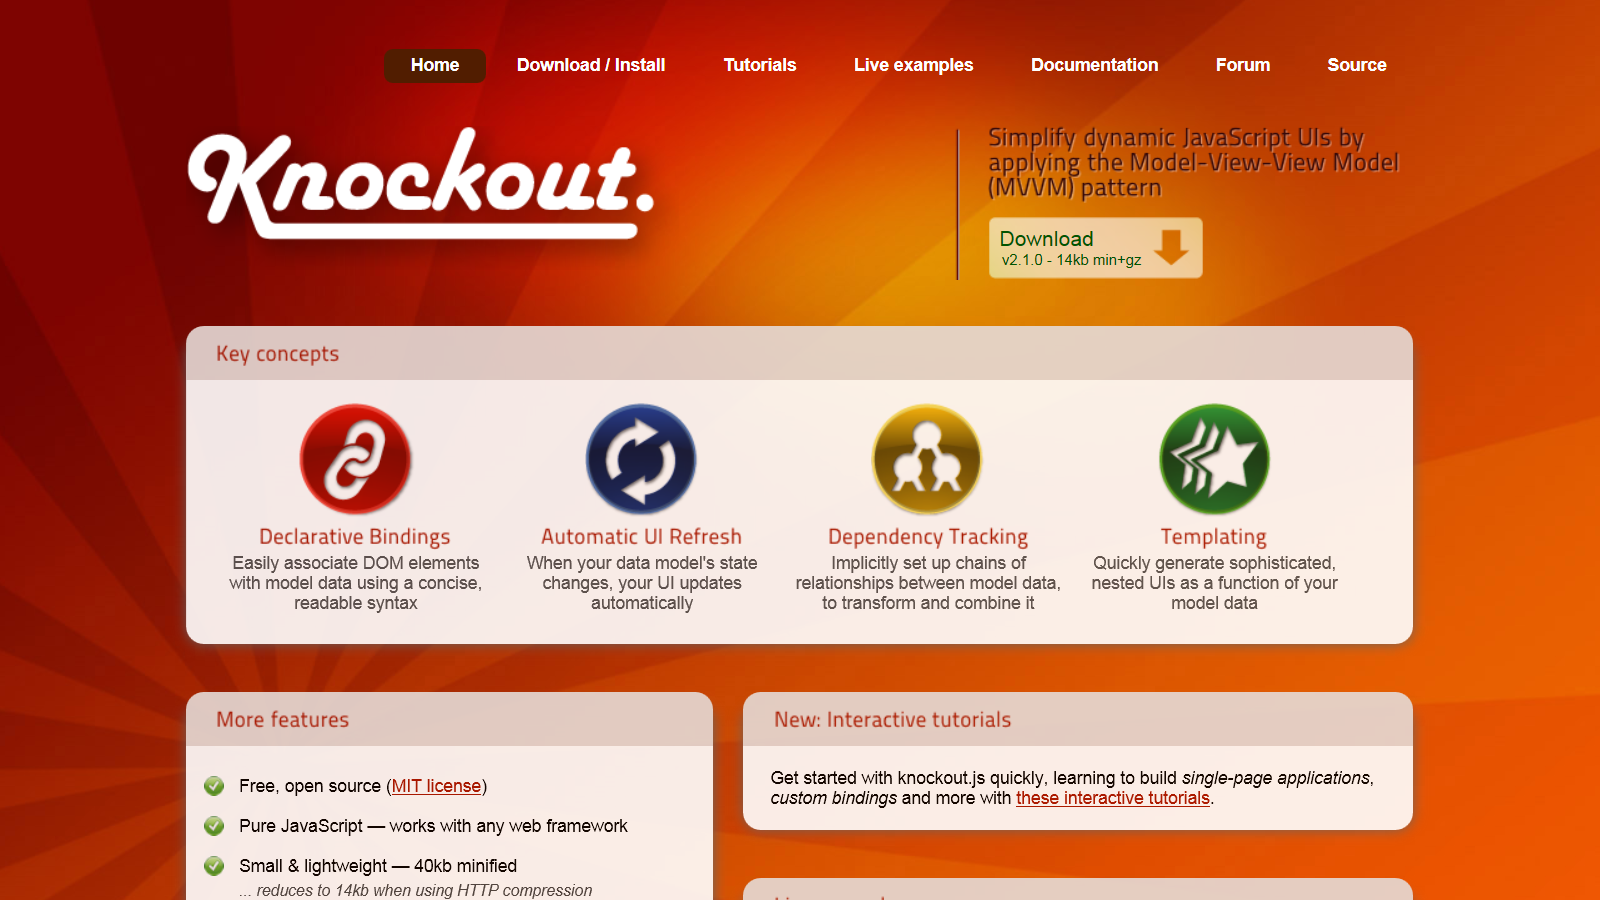 Home Download / Install Tutorials Live examples Documentation Forum Source
Knockout.
Simplify dynamic JavaScript UIs by
applying the Model-View-View Model
(MVVM) pattern
Download
v2.1.0 - 14kb min+gz
Key concepts
Declarative Bindings
Easily associate DOM elements
with model data using a concise,
readable syntax
Automatic UI Refresh
When your data model's state
changes, your UI updates
automatically
Dependency Tracking
Implicitly set up chains of
relationships between model data,
to transform and combine it
Templating
Quickly generate sophisticated,
nested UIs as a function of your
model data
More features
Free, open source (MIT license)
Pure JavaScript — works with any web framework
Small & lightweight — 40kb minified
... reduces to 14kb when using HTTP compression
New: Interactive tutorials
Get started with knockout.js quickly, learning to build single-page applications,
custom bindings and more with these interactive tutorials.